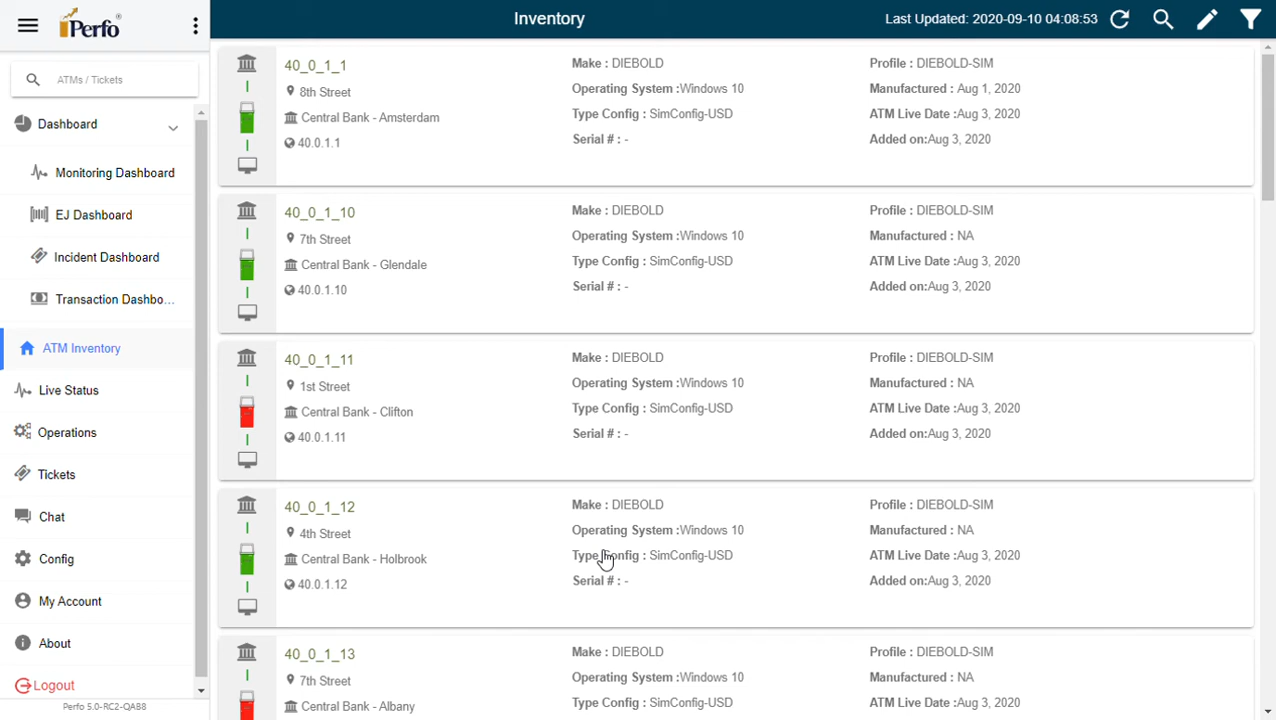 Perfo
Inventory
Last Updated: 2020-09-10 04:08:53
ATMs / Tickets
Dashboard
Monitoring Dashboard
EJ Dashboard
Incident Dashboard
Transaction Dashbo...
ATM Inventory
Live Status
Operations
Tickets
Chat
Config
My Account
About
Logout
Perfo 5.0-RC2-QAB8
40_0_1_1
8th Street
Central Bank - Amsterdam
40.0.1.1
Make : DIEBOLD
Operating System :Windows 10
Type Config : SimConfig-USD
Serial # : -
Profile : DIEBOLD-SIM
Manufactured : Aug 1, 2020
ATM Live Date :Aug 3, 2020
Added on:Aug 3, 2020
40_0_1_10
7th Street
Central Bank - Glendale
40.0.1.10
Make : DIEBOLD
Operating System :Windows 10
Type Config : SimConfig-USD
Serial # : -
Profile : DIEBOLD-SIM
Manufactured : NA
ATM Live Date :Aug 3, 2020
Added on:Aug 3, 2020
40_0_1_11
1st Street
Central Bank - Clifton
40.0.1.11
Make : DIEBOLD
Operating System :Windows 10
Type Config : SimConfig-USD
Serial # : -
Profile : DIEBOLD-SIM
Manufactured : NA
ATM Live Date :Aug 3, 2020
Added on:Aug 3, 2020
40_0_1_12
4th Street
Central Bank - Holbrook
40.0.1.12
Make : DIEBOLD
Operating System :Windows 10
Type Config : SimConfig-USD
Serial # : -
Profile : DIEBOLD-SIM
Manufactured : NA
ATM Live Date :Aug 3, 2020
Added on:Aug 3, 2020
40_0_1_13
7th Street
Central Bank - Albany
Make : DIEBOLD
Operating System :Windows 10
Type Config : SimConfig-USD
Profile : DIEBOLD-SIM
Manufactured : NA
ATM Live Date :Aug 3, 2020